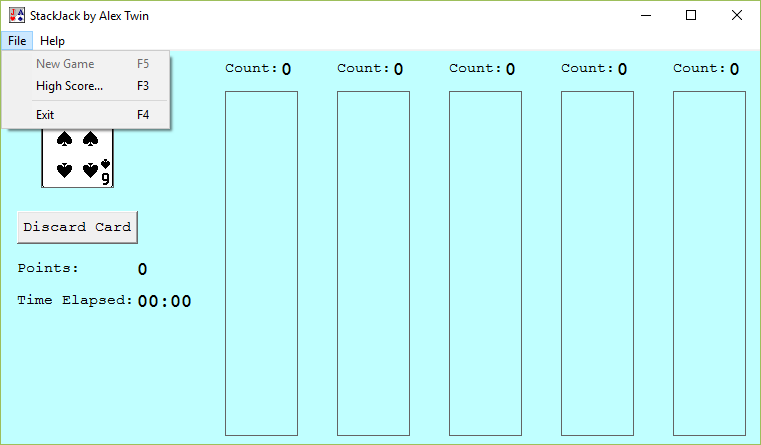 StackJack by Alex Twin
File Help
New Game F5
High Score... F3
Exit F4
Count: 0 Count: 0 Count: 0 Count: 0 Count: 0
6
Discard Card
Points: 0
Time Elapsed: 00:00